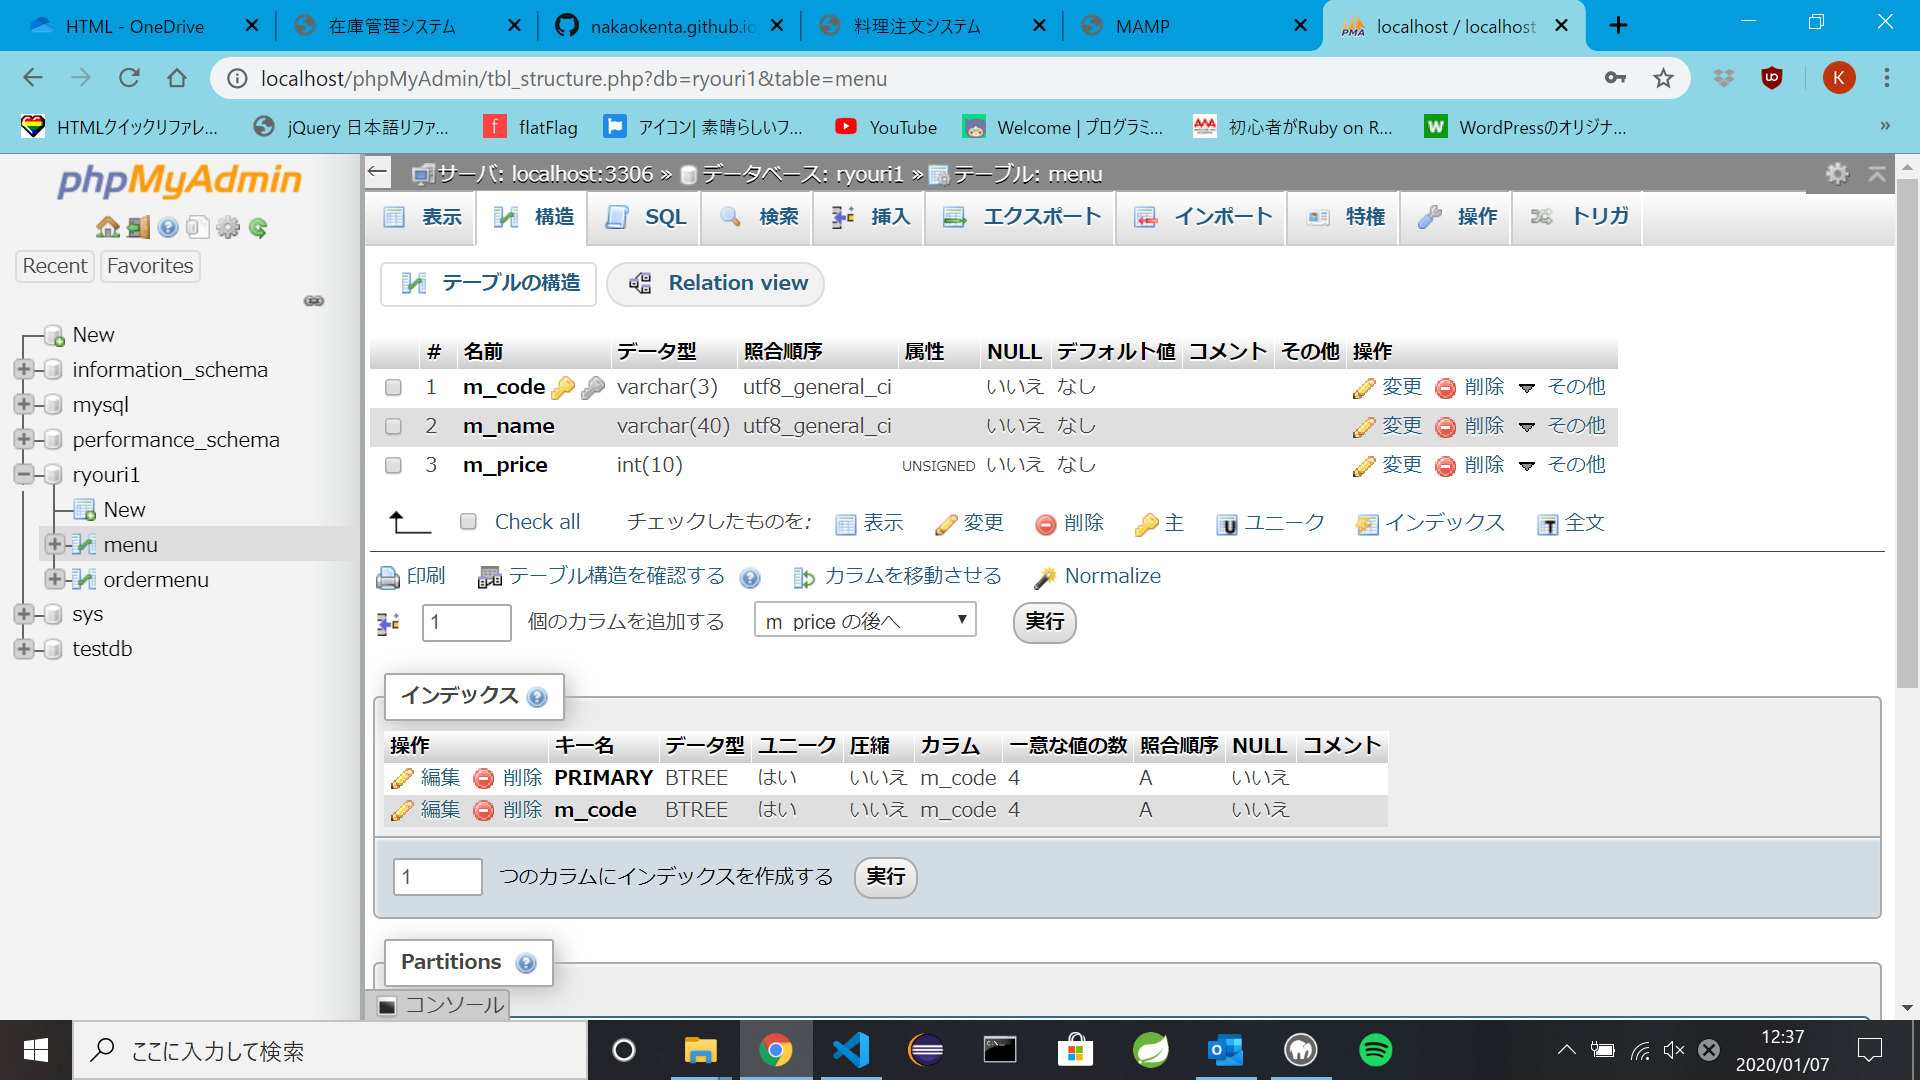 HTML - OneDrive
在庫管理システム
nakaokenta.github.io
料理注文システム
MAMP
localhost / localhost
localhost/phpMyAdmin/tbl_structure.php?db=ryouri1&table=menu
K
HTMLクイックリファレ...
jQuery 日本語リファ...
flatFlag
アイコン| 素晴らしいフ...
YouTube
Welcome | プログラミ...
初心者がRuby on R...
WordPressのオリジナ...
»
phpMyAdmin
Recent
Favorites
New
information_schema
mysql
performance_schema
ryouri1
New
menu
ordermenu
sys
testdb
サーバ: localhost:3306 » データベース: ryouri1 » テーブル: menu
表示
構造
SQL
検索
挿入
エクスポート
インポート
特権
操作
トリガ
テーブルの構造
Relation view
# 名前 データ型 照合順序 属性 NULL デフォルト値 コメント その他 操作
1 m_code varchar(3) utf8_general_ci いいえ なし 変更 削除 その他
2 m_name varchar(40) utf8_general_ci いいえ なし 変更 削除 その他
3 m_price int(10) UNSIGNED いいえ なし 変更 削除 その他
Check all チェックしたものを: 表示 変更 削除 主 ユニーク インデックス 全文
印刷 テーブル構造を確認する カラムを移動させる Normalize
1 個のカラムを追加する m_price の後へ 実行
インデックス
操作 キー名 データ型 ユニーク 圧縮 カラム 一意な値の数 照合順序 NULL コメント
編集 削除 PRIMARY BTREE はい いいえ m_code 4 A いいえ
編集 削除 m_code BTREE はい いいえ m_code 4 A いいえ
1 つのカラムにインデックスを作成する 実行
Partitions
コンソール
ここに入力して検索
12:37
2020/01/07